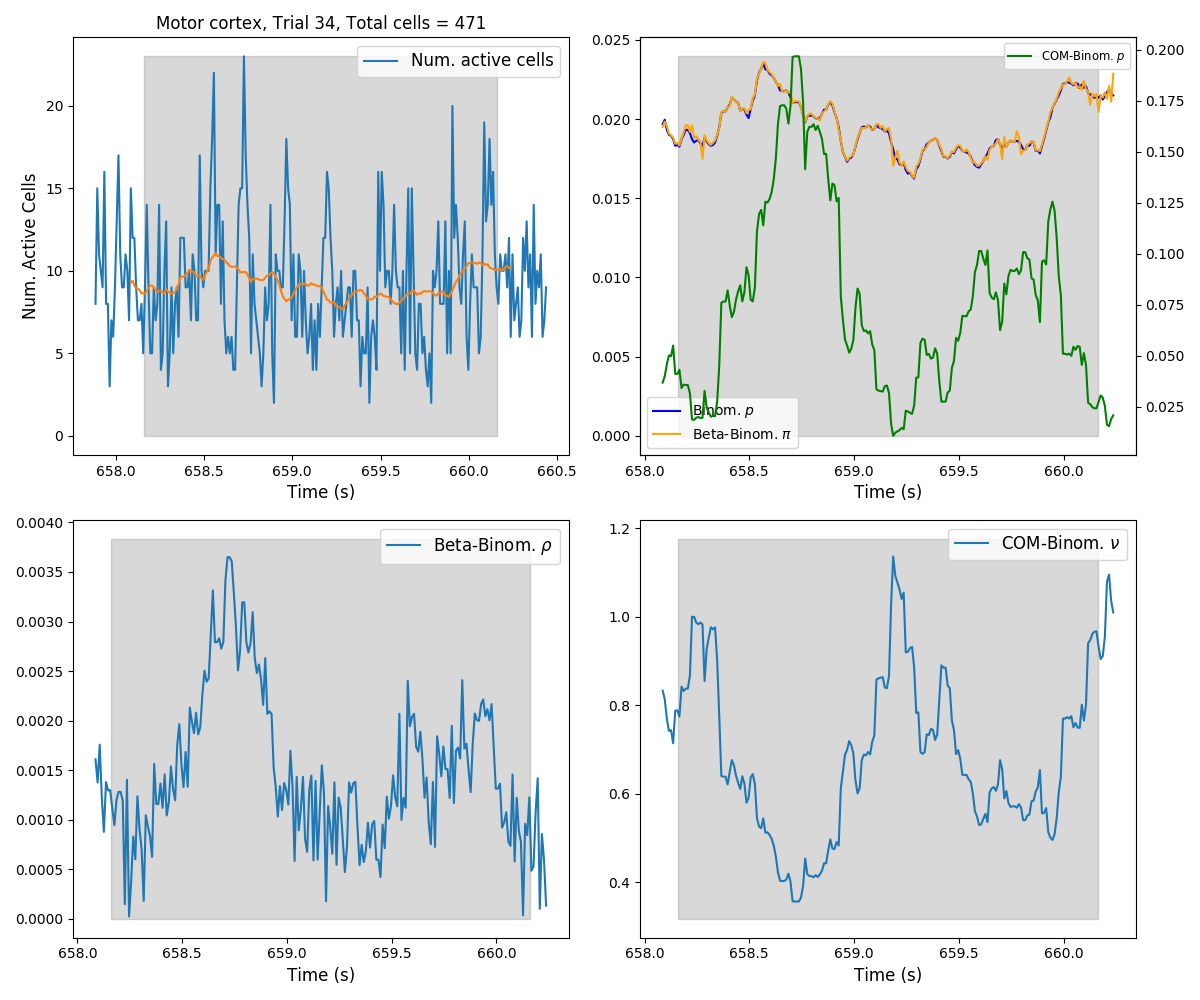 Motor cortex, Trial 34, Total cells = 471
Num. active cells
Num. Active Cells
20
15
10
5
0
658.0 658.5 659.0 659.5 660.0 660.5
Time (s)
COM-Binom. p
0.025
0.020
0.015
0.010
0.005
0.000
0.200
0.175
0.150
0.125
0.100
0.075
0.050
0.025
Binom. p
Beta-Binom. π
658.0 658.5 659.0 659.5 660.0
Time (s)
Beta-Binom. ρ
0.0040
0.0035
0.0030
0.0025
0.0020
0.0015
0.0010
0.0005
0.0000
658.0 658.5 659.0 659.5 660.0
Time (s)
COM-Binom. ν
1.2
1.0
0.8
0.6
0.4
658.0 658.5 659.0 659.5 660.0
Time (s)